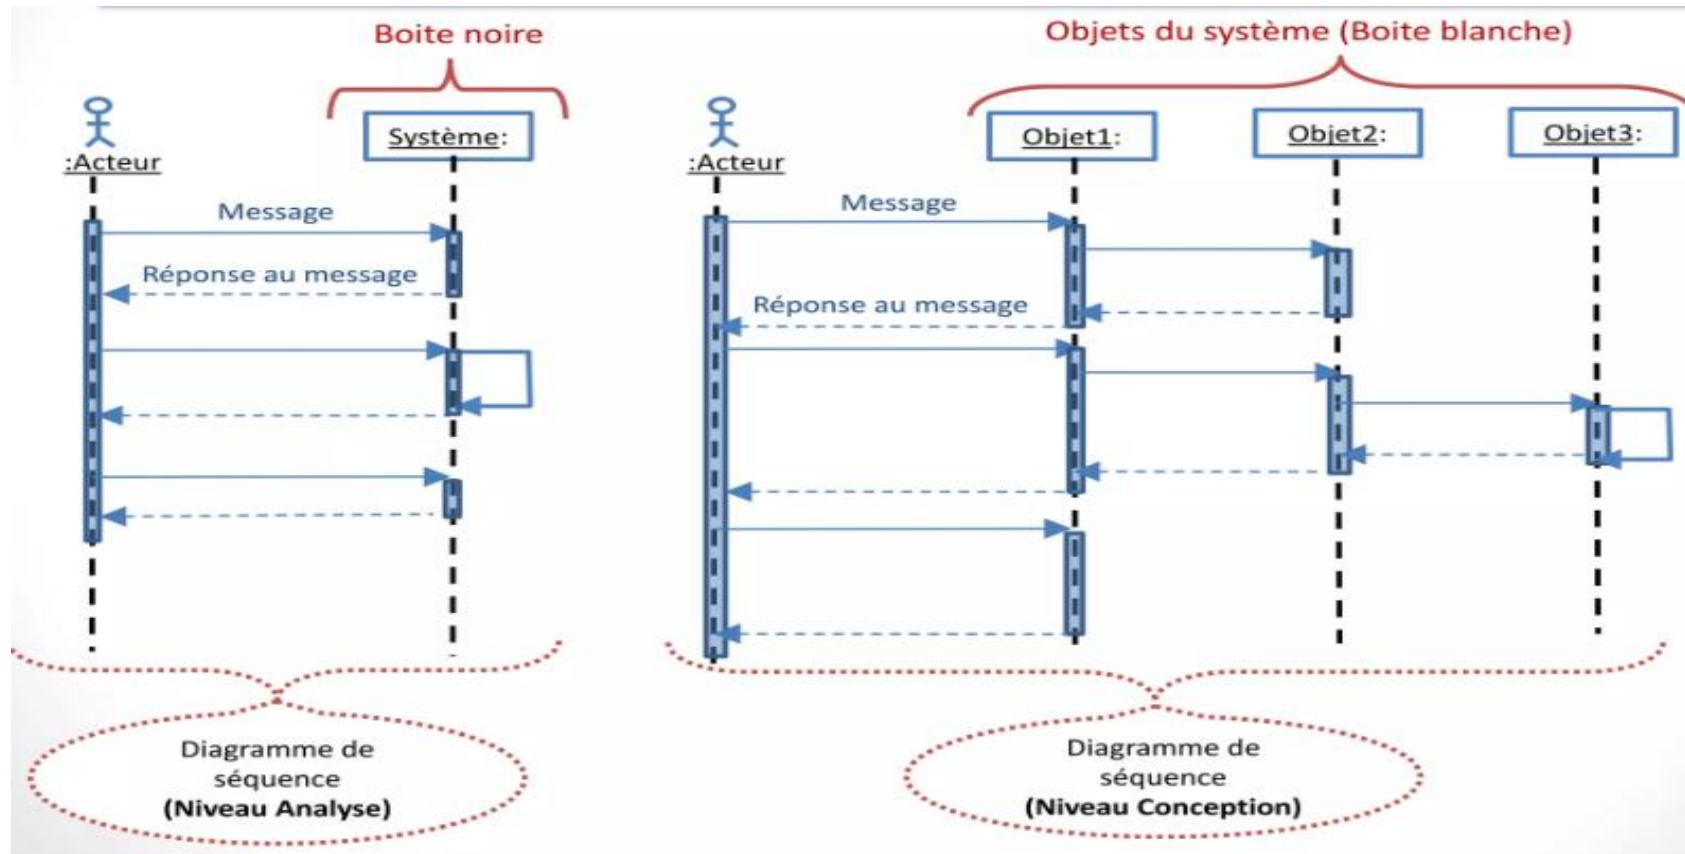 Boite noire
Objets du système (Boite blanche)
:Acteur
Système:
Message
Réponse au message
:Acteur
Objet1:
Objet2:
Objet3:
Message
Réponse au message
Diagramme de
séquence
(Niveau Analyse)
Diagramme de
séquence
(Niveau Conception)